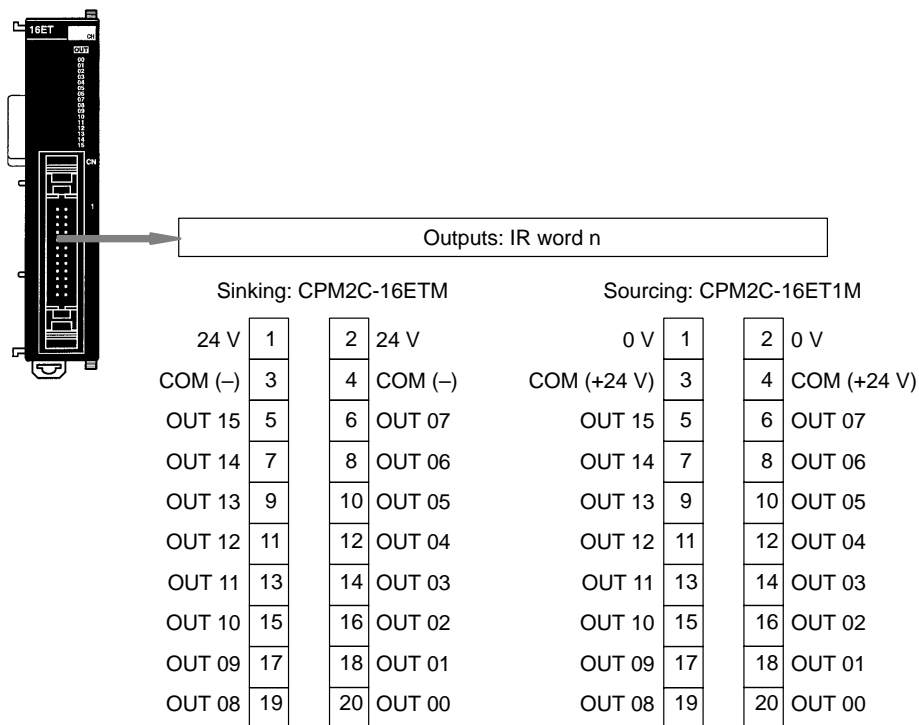 16ET
CH
OUT
00
01
02
03
04
05
06
07
08
09
10
11
12
13
14
15
CN
1
Outputs: IR word n
Sinking: CPM2C-16ETM
24 V 1 2 24 V
COM (–) 3 4 COM (–)
OUT 15 5 6 OUT 07
OUT 14 7 8 OUT 06
OUT 13 9 10 OUT 05
OUT 12 11 12 OUT 04
OUT 11 13 14 OUT 03
OUT 10 15 16 OUT 02
OUT 09 17 18 OUT 01
OUT 08 19 20 OUT 00
Sourcing: CPM2C-16ET1M
0 V 1 2 0 V
COM (+24 V) 3 4 COM (+24 V)
OUT 15 5 6 OUT 07
OUT 14 7 8 OUT 06
OUT 13 9 10 OUT 05
OUT 12 11 12 OUT 04
OUT 11 13 14 OUT 03
OUT 10 15 16 OUT 02
OUT 09 17 18 OUT 01
OUT 08 19 20 OUT 00